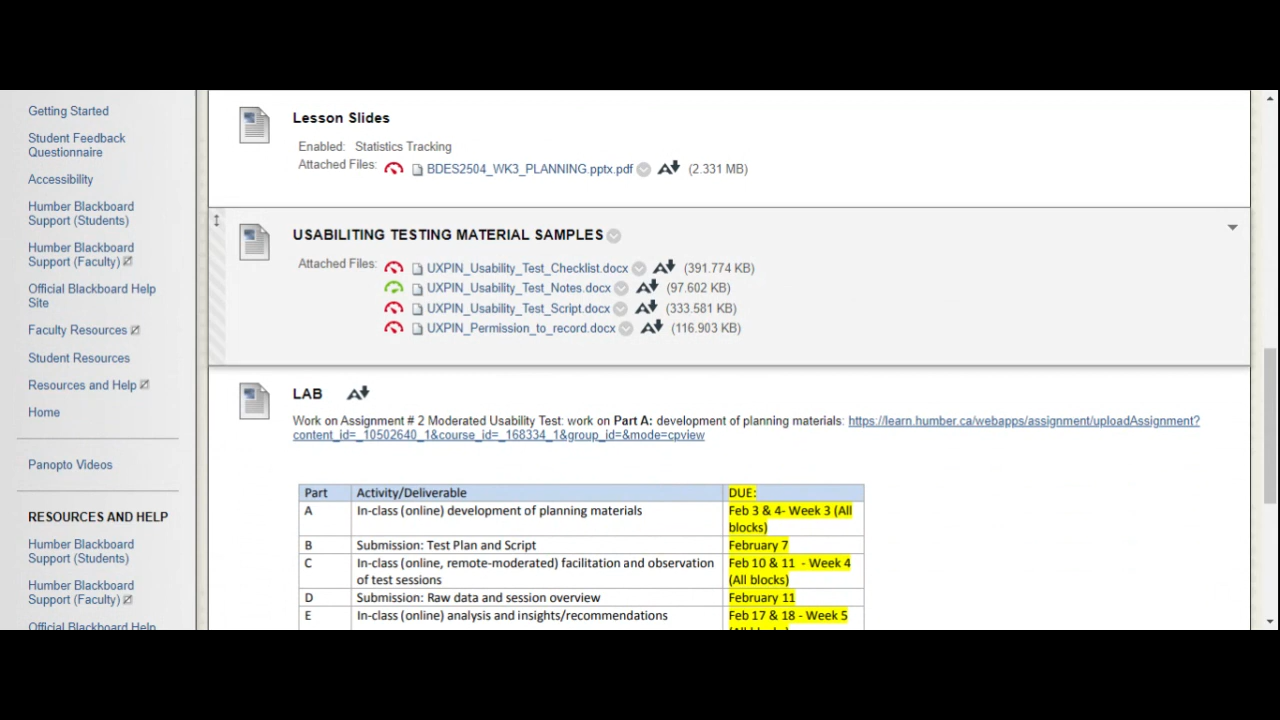 Getting Started
Student Feedback
Questionnaire
Accessibility
Humber Blackboard
Support (Students)
Humber Blackboard
Support (Faculty)
Official Blackboard Help
Site
Faculty Resources
Student Resources
Resources and Help
Home
Panopto Videos
RESOURCES AND HELP
Humber Blackboard
Support (Students)
Humber Blackboard
Support (Faculty)
Official Blackboard Help
Lesson Slides
Enabled: Statistics Tracking
Attached Files: BDES2504_WK3_PLANNING.pptx.pdf (2.331 MB)
USABILITING TESTING MATERIAL SAMPLES
Attached Files: UXPIN_Usability_Test_Checklist.docx (391.774 KB)
UXPIN_Usability_Test_Notes.docx (97.602 KB)
UXPIN_Usability_Test_Script.docx (333.581 KB)
UXPIN_Permission_to_record.docx (116.903 KB)
LAB
Work on Assignment # 2 Moderated Usability Test: work on Part A: development of planning materials: https://learn.humber.ca/webapps/assignment/uploadAssignment?
content_id=_10502640_1&course_id=_168334_1&group_id=&mode=cpview
Part Activity/Deliverable DUE:
A In-class (online) development of planning materials Feb 3 & 4- Week 3 (All
blocks)
B Submission: Test Plan and Script February 7
C In-class (online, remote-moderated) facilitation and observation Feb 10 & 11 - Week 4
of test sessions (All blocks)
D Submission: Raw data and session overview February 11
E In-class (online) analysis and insights/recommendations Feb 17 & 18 - Week 5